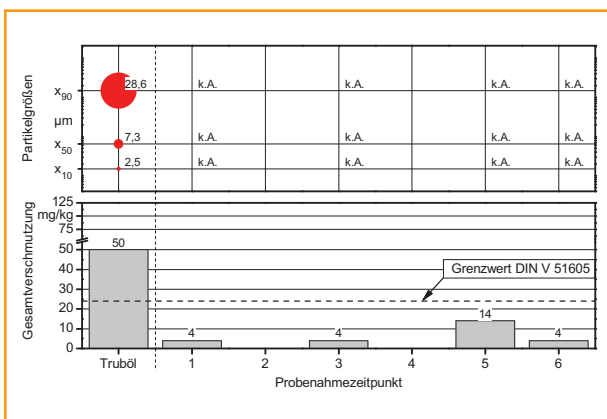 Partikelgrößen
µm
x90
28,6
k.A.
k.A.
k.A.
k.A.
x50
7,3
k.A.
k.A.
k.A.
k.A.
x10
2,5
k.A.
k.A.
k.A.
k.A.
Gesamtverschmutzung
mg/kg
125
75
50
40
30
20
10
0
50
4
4
14
4
Grenzwert DIN V 51605
Truböl 1 2 3 4 5 6
Probenahmezeitpunkt